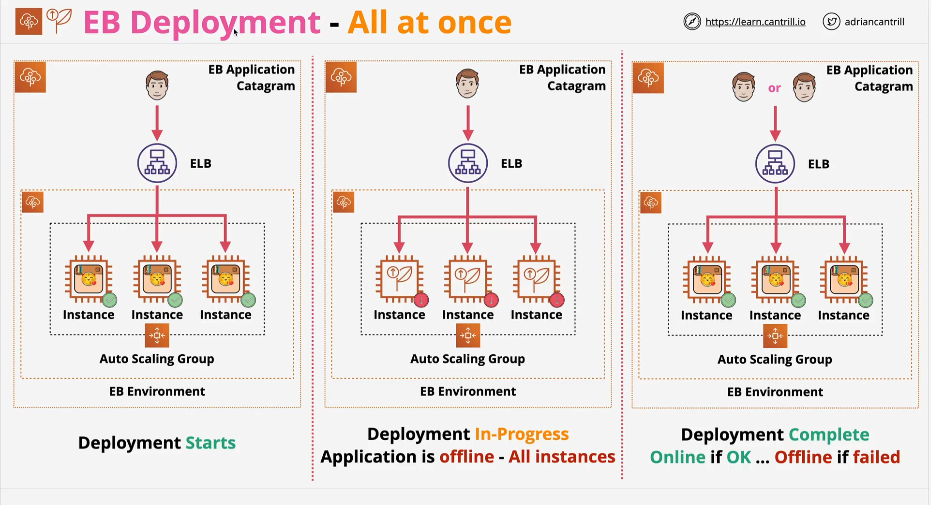 EB Deployment - All at once
https://learn.cantrill.io
adriancantrill
EB Application
Catagram
ELB
Instance
Instance
Instance
Auto Scaling Group
EB Environment
Deployment Starts
EB Application
Catagram
ELB
Instance
Instance
Instance
Auto Scaling Group
EB Environment
Deployment In-Progress
Application is offline - All instances
EB Application
Catagram
or
ELB
Instance
Instance
Instance
Auto Scaling Group
EB Environment
Deployment Complete
Online if OK ... Offline if failed